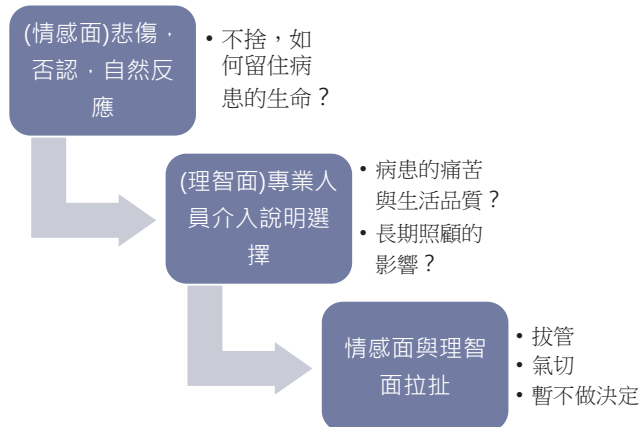 (情感面)悲傷，
否認，自然反
應
• 不捨，如
何留住病
患的生命？
(理智面)專業人
員介入說明選
擇
• 病患的痛苦
與生活品質？
• 長期照顧的
影響？
情感面與理智
面拉扯
• 拔管
• 氣切
• 暫不做決定